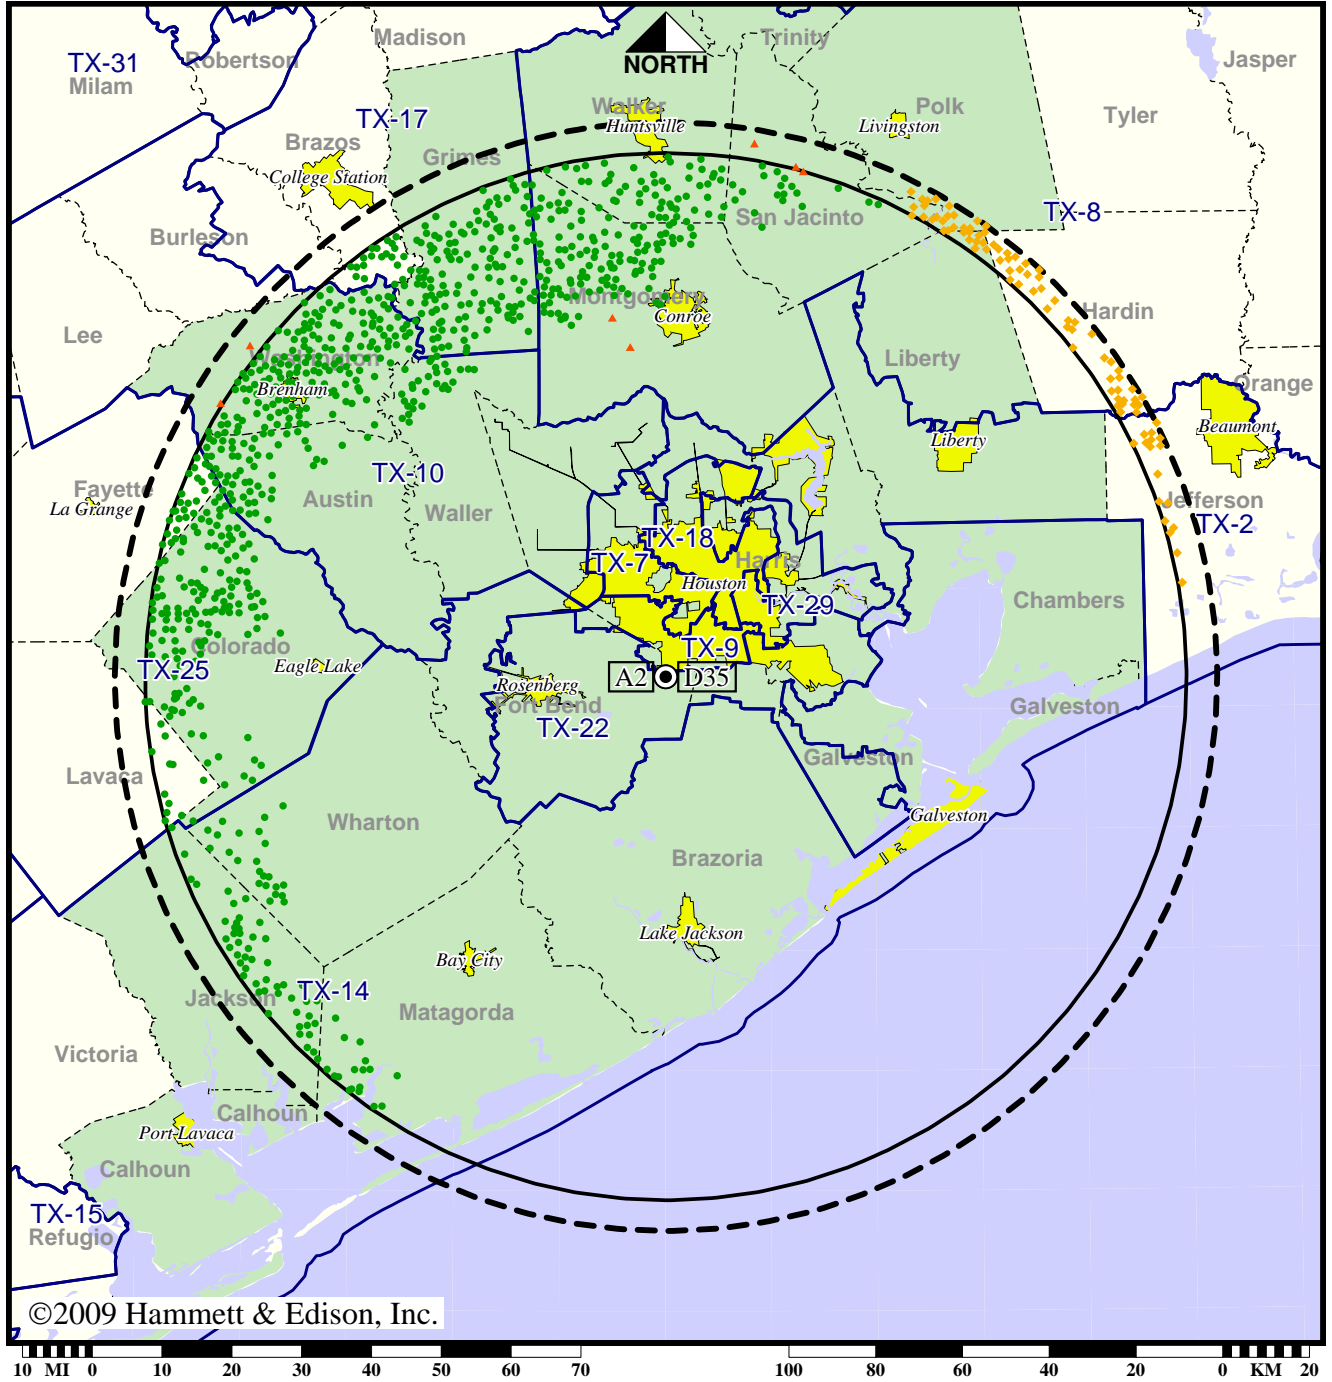 Madison
Trinity
TX-31
Robertson
NORTH
Jasper
Milam
Walker
Polk
Tyler
TX-17
Huntsville
Livingston
Brazos
Grimes
College Station
TX-8
San Jacinto
Burleson
Montgomery
Conroe
Hardin
Lee
Washington
Liberty
Brenham
Orange
Beaumont
Liberty
TX-10
Fayette
La Grange
Austin
Waller
Jefferson
TX-2
TX-18
TX-7
Harris
Houston
TX-29
Chambers
Colorado
TX-9
Eagle Lake
TX-25
A2
D35
Rosenberg
Fort Bend
Galveston
TX-22
Galveston
Lavaca
Galveston
Wharton
Brazoria
Lake Jackson
Bay City
TX-14
Jackson
Matagorda
Victoria
Calhoun
Port Lavaca
Calhoun
TX-15
Refugio
©2009 Hammett & Edison, Inc.
10 MI 0 10 20 30 40 50 60 70 100 80 60 40 20 0 KM 20